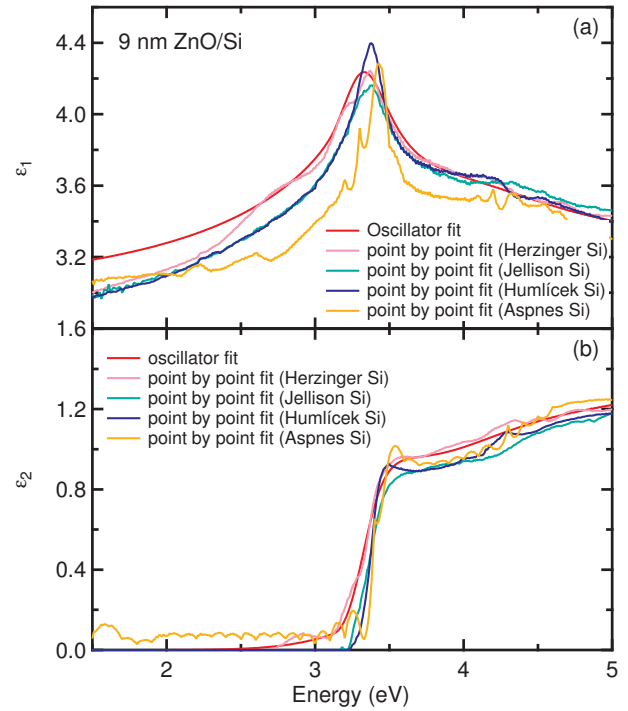 9 nm ZnO/Si
(a)
4.4
4.0
3.6
3.2
2.8
ε1
Oscillator fit
point by point fit (Herzinger Si)
point by point fit (Jellison Si)
point by point fit (Humlícek Si)
point by point fit (Aspnes Si)
(b)
1.6
1.2
0.8
0.4
0.0
ε2
oscillator fit
point by point fit (Herzinger Si)
point by point fit (Jellison Si)
point by point fit (Humlícek Si)
point by point fit (Aspnes Si)
2 3 4 5
Energy (eV)